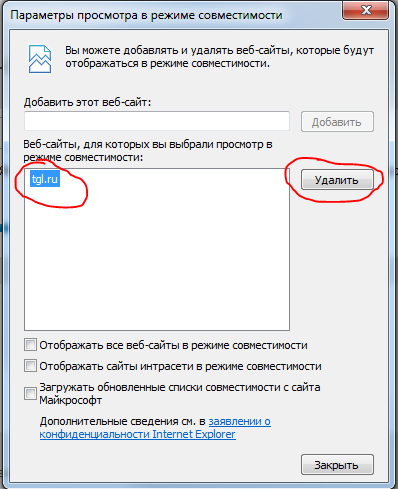 Параметры просмотра в режиме совместимости
Вы можете добавлять и удалять веб-сайты, которые будут
отображаться в режиме совместимости.
Добавить этот веб-сайт:
Добавить
Веб-сайты, для которых вы выбрали просмотр в
режиме совместимости:
tgl.ru
Удалить
Отображать все веб-сайты в режиме совместимости
Отображать сайты интрасети в режиме совместимости
Загружать обновленные списки совместимости с сайта
Майкрософт
Дополнительные сведения см. в заявлении о
конфиденциальности Internet Explorer
Закрыть